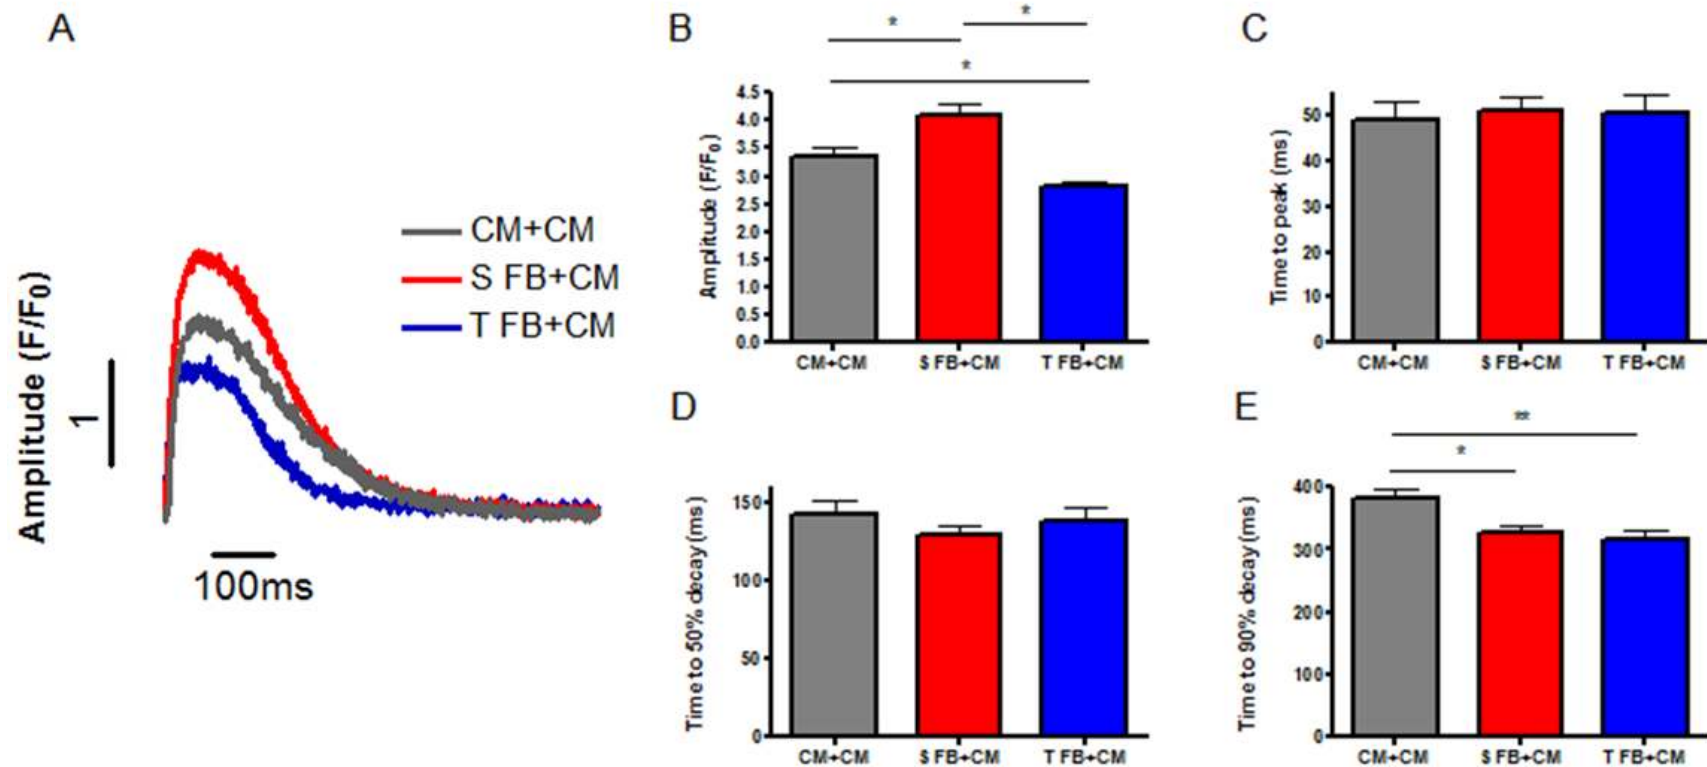 A
Amplitude (F/F0)
1
100ms
CM+CM
S FB+CM
T FB+CM
B
*
*
*
Amplitude (F/F0)
4.5
4.0
3.5
3.0
2.5
2.0
1.5
1.0
0.5
0.0
CM+CM S FB+CM T FB+CM
C
Time to peak (ms)
50
40
30
20
10
0
CM+CM S FB+CM T FB+CM
D
Time to 50% decay (ms)
150
100
50
0
CM+CM S FB+CM T FB+CM
E
**
*
Time to 90% decay (ms)
400
300
200
100
0
CM+CM S FB+CM T FB+CM